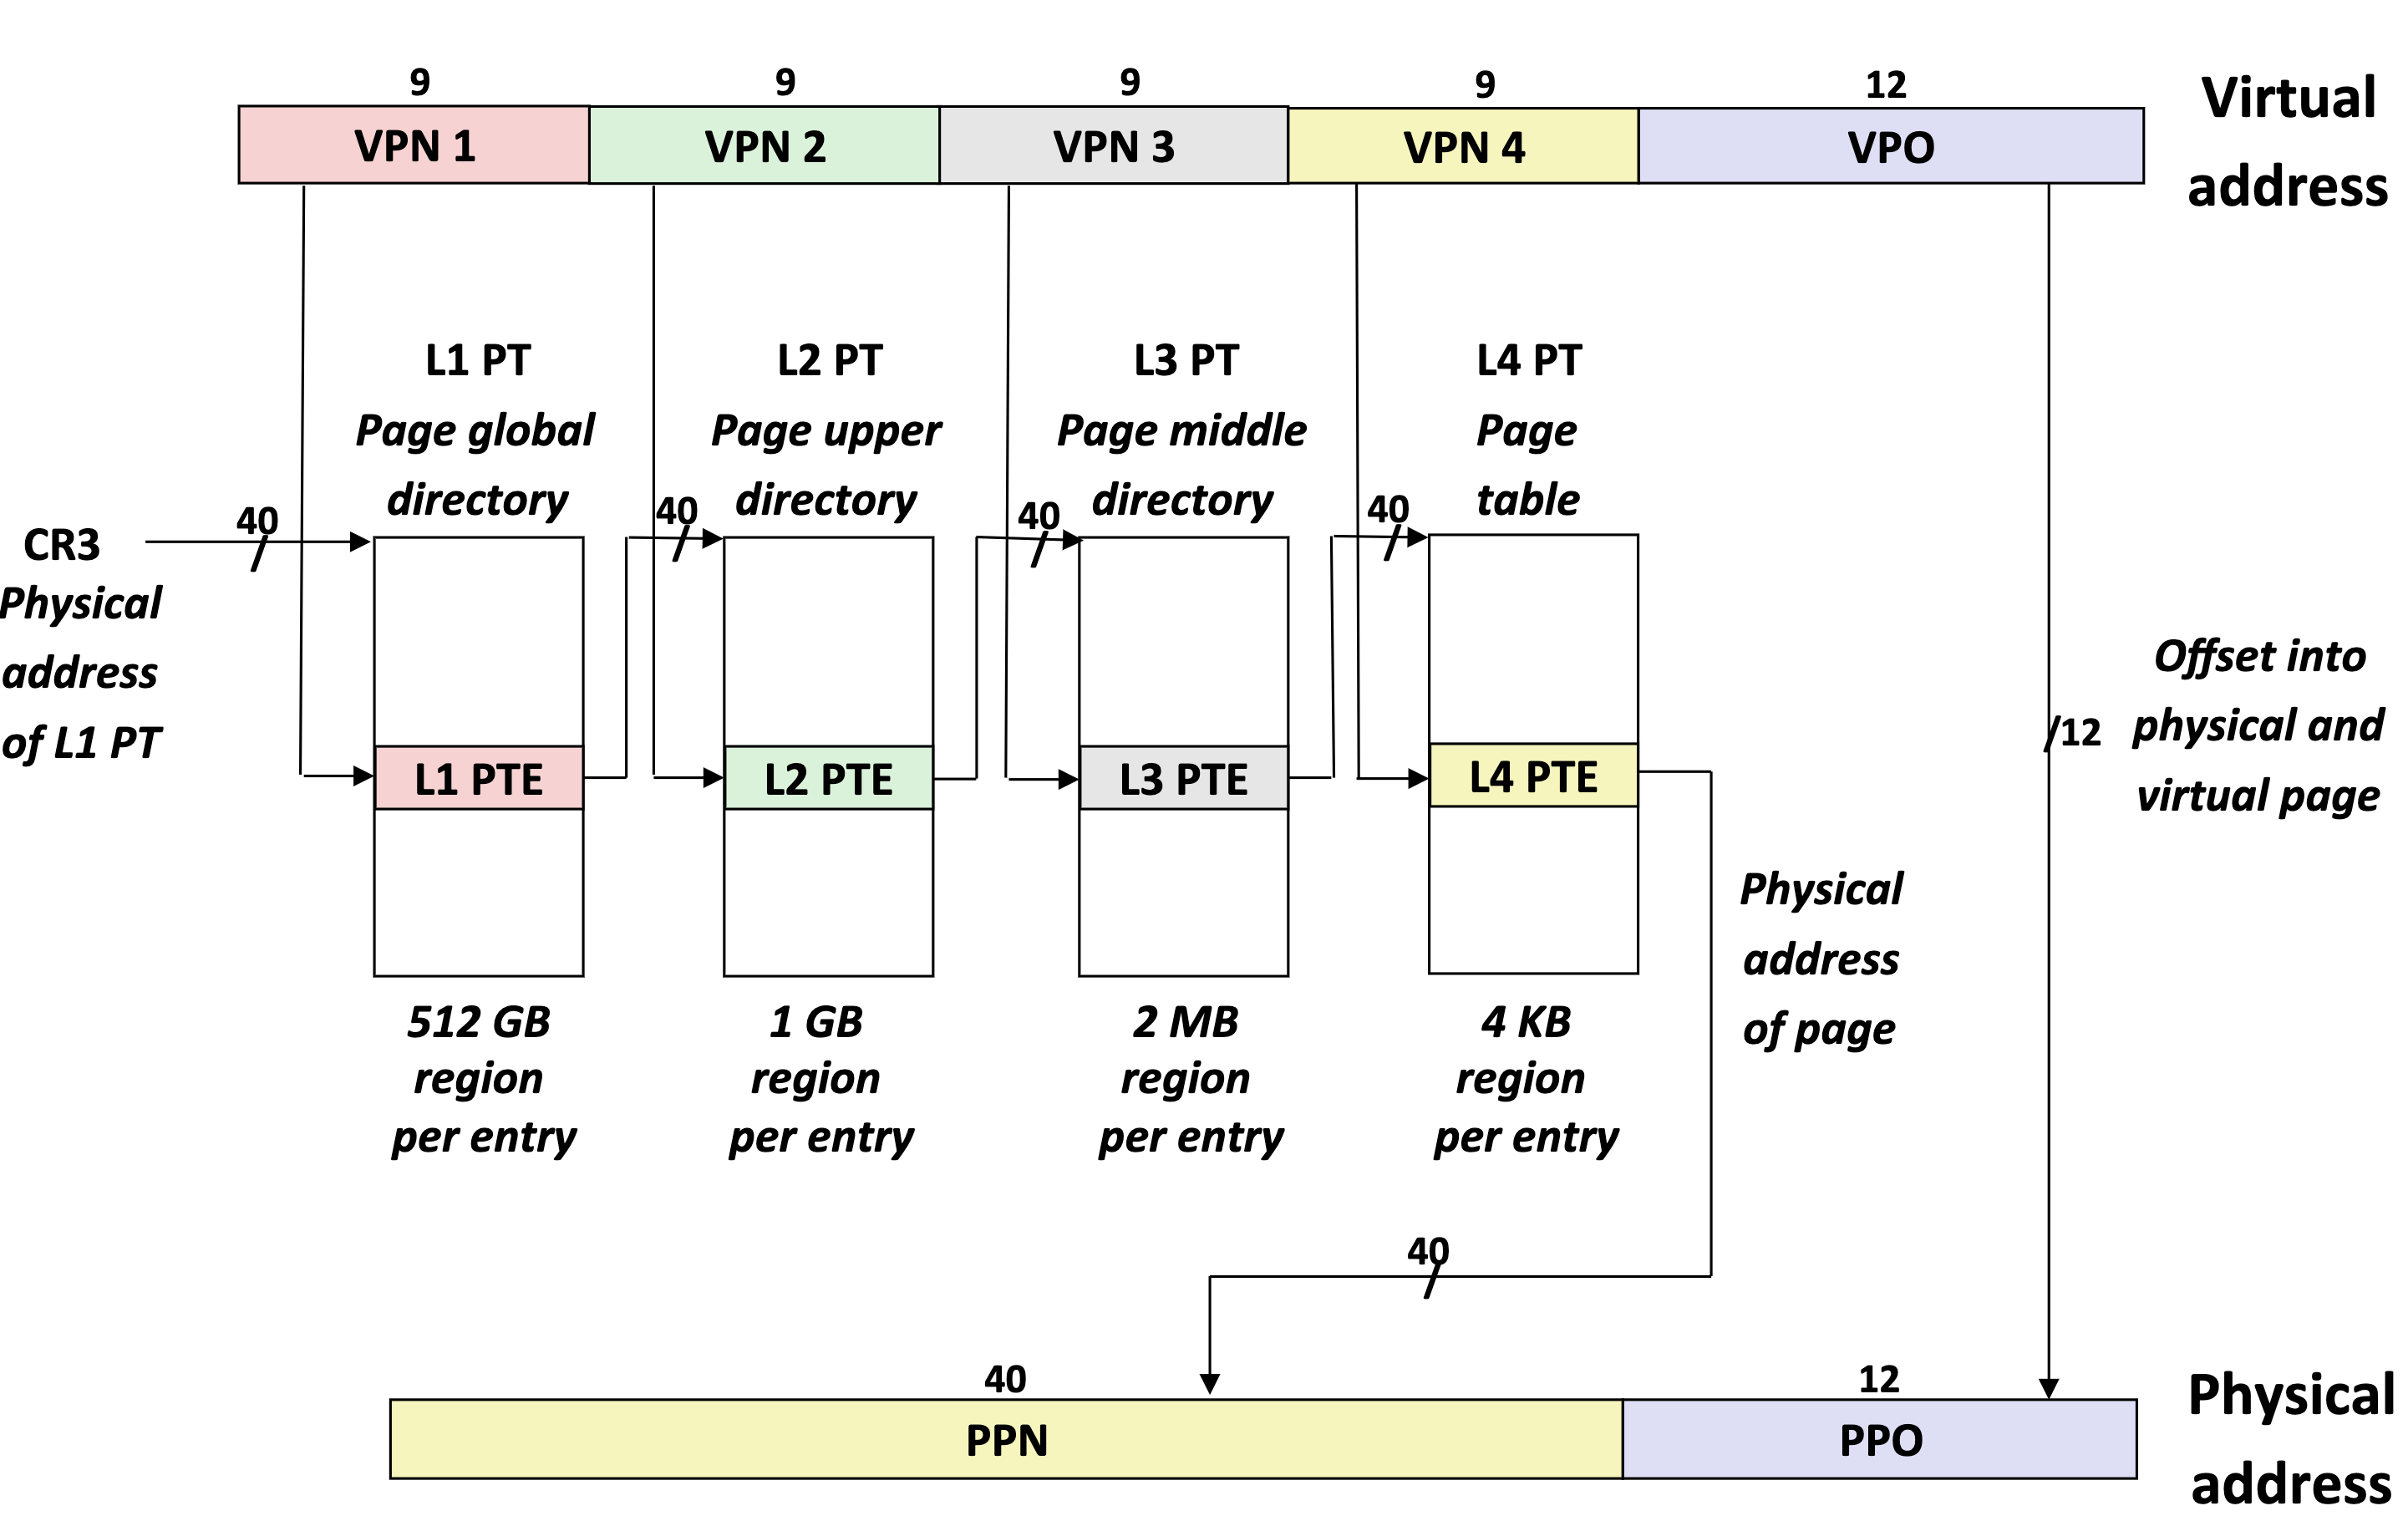 9
9
9
9
12
VPN 1
VPN 2
VPN 3
VPN 4
VPO
Virtual
address
L1 PT
Page global
directory
L2 PT
Page upper
directory
L3 PT
Page middle
directory
L4 PT
Page
table
40
40
40
40
CR3
Physical
address
of L1 PT
L1 PTE
L2 PTE
L3 PTE
L4 PTE
/12
Offset into
physical and
virtual page
512 GB
region
per entry
1 GB
region
per entry
2 MB
region
per entry
4 KB
region
per entry
Physical
address
of page
40
40
12
PPN
PPO
Physical
address